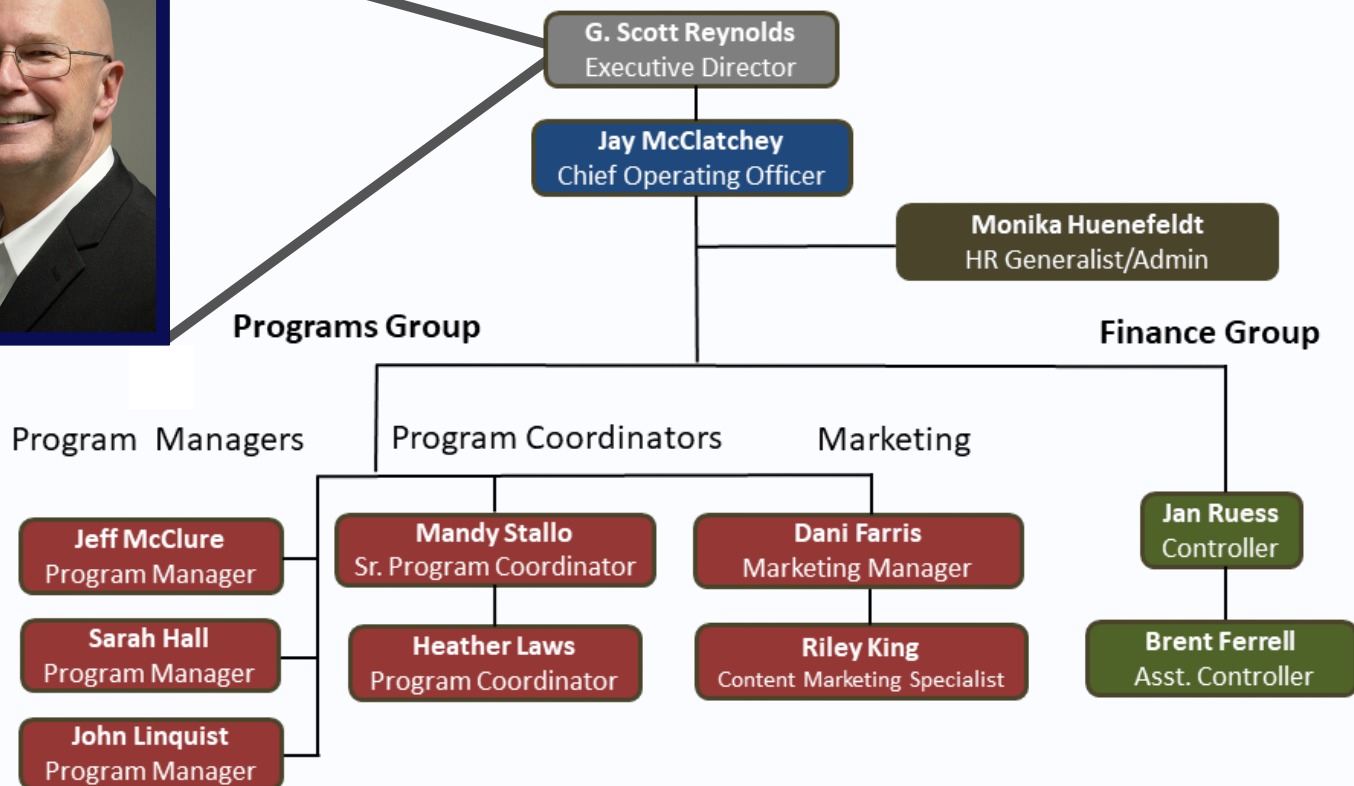 G. Scott Reynolds
Executive Director
Jay McClatchey
Chief Operating Officer
Monika Huenefeldt
HR Generalist/Admin
Programs Group
Finance Group
Program Managers
Program Coordinators
Marketing
Jeff McClure
Program Manager
Sarah Hall
Program Manager
John Linquist
Program Manager
Mandy Stallo
Sr. Program Coordinator
Heather Laws
Program Coordinator
Dani Farris
Marketing Manager
Riley King
Content Marketing Specialist
Jan Ruess
Controller
Brent Ferrell
Asst. Controller